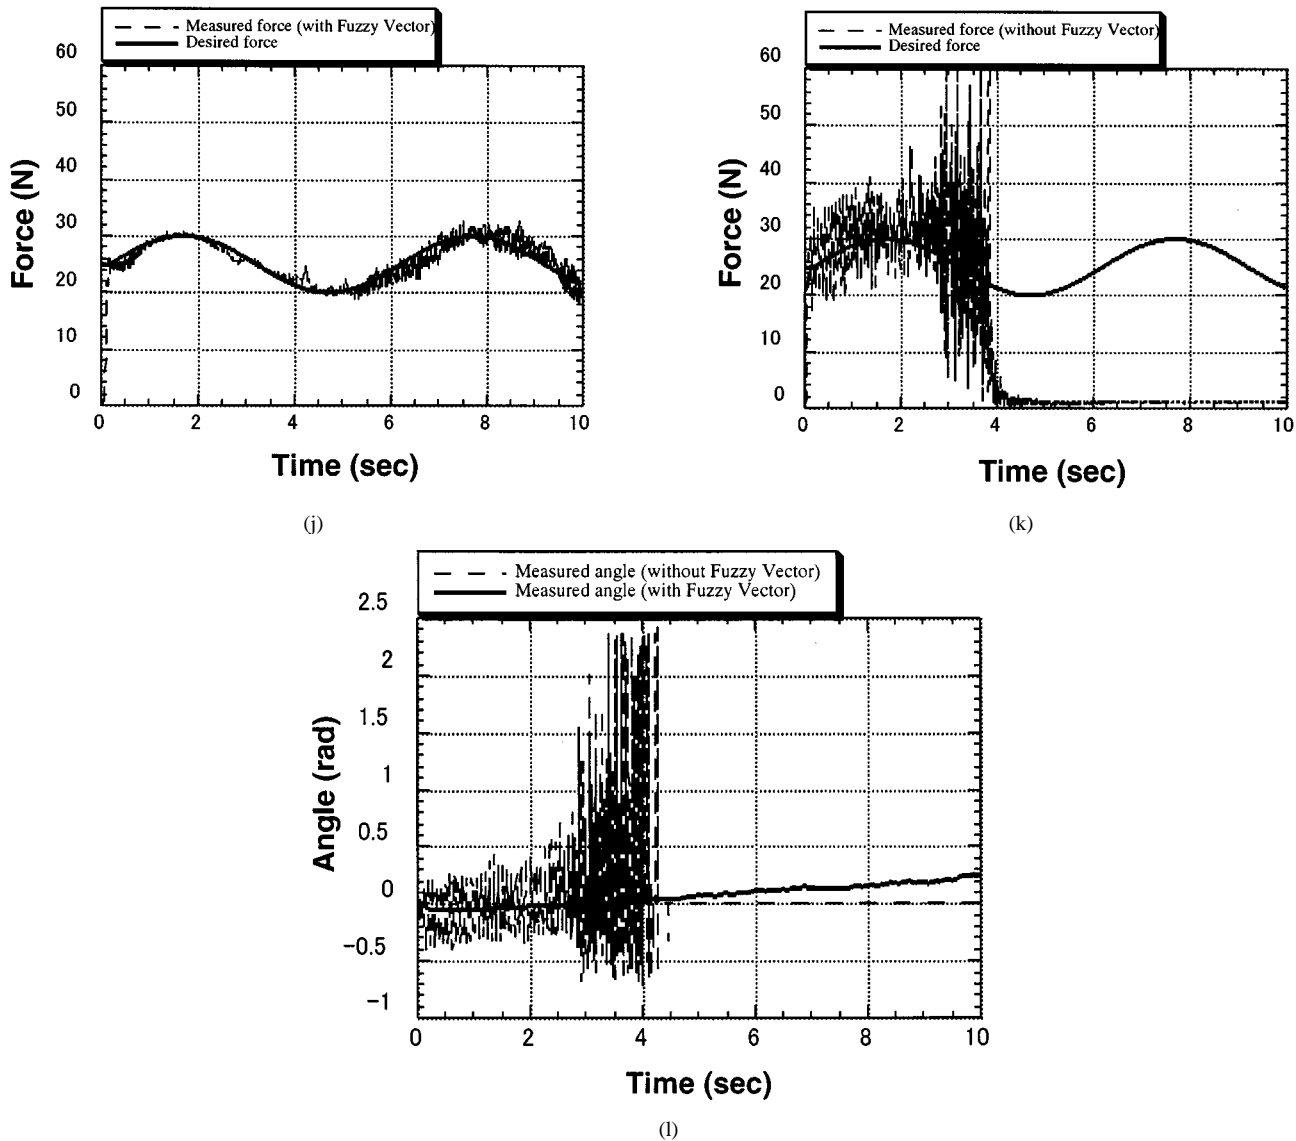 Measured force (with Fuzzy Vector)
Desired force
60
50
40
30
20
10
0
Force (N)
0 2 4 6 8 10
Time (sec)
(j)
Measured force (without Fuzzy Vector)
Desired force
60
50
40
30
20
10
0
Force (N)
0 2 4 6 8 10
Time (sec)
(k)
Measured angle (without Fuzzy Vector)
Measured angle (with Fuzzy Vector)
2.5
2
1.5
1
0.5
0
-0.5
-1
Angle (rad)
0 2 4 6 8 10
Time (sec)
(l)